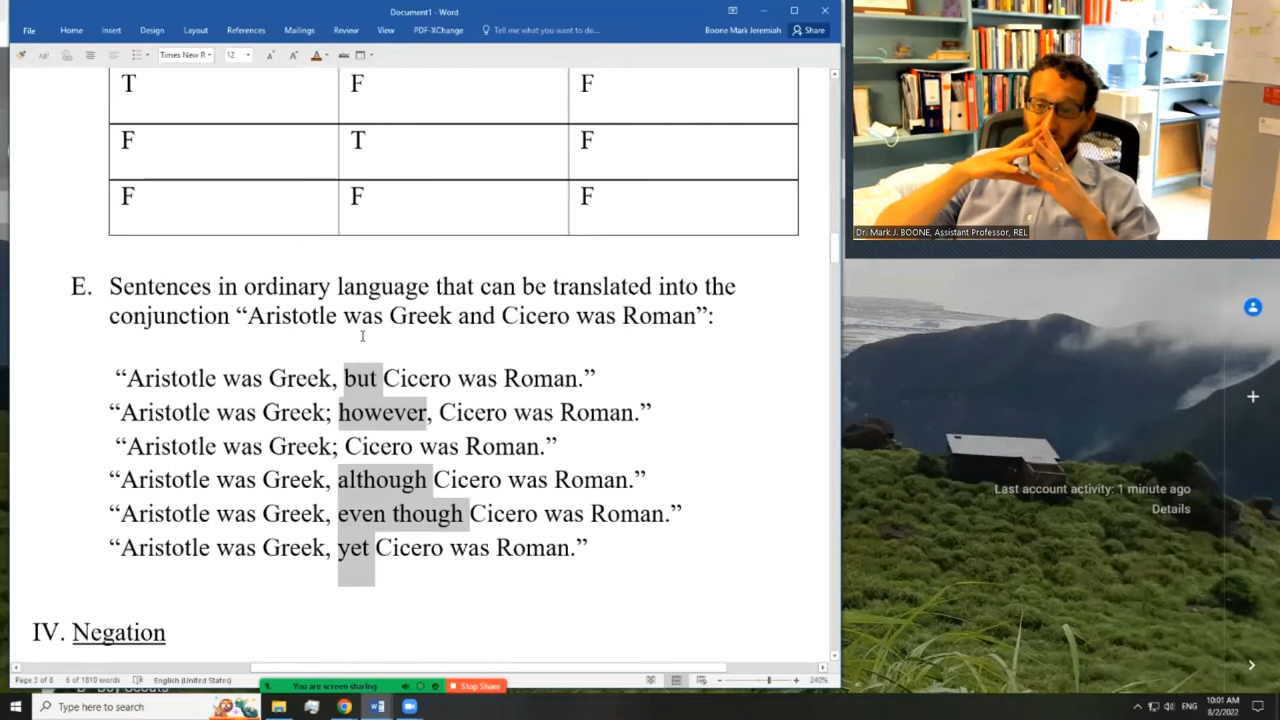 Document1 - Word
File Home Insert Design Layout References Mailings Review View PDF-XChange Tell me what you want to do... Boone Mark Jeremiah Share
Times New R 12
T F F
F T F
F F F
Dr. Mark J. BOONE, Assistant Professor, REL
E. Sentences in ordinary language that can be translated into the
conjunction “Aristotle was Greek and Cicero was Roman”:
“Aristotle was Greek, but Cicero was Roman.”
“Aristotle was Greek; however, Cicero was Roman.”
“Aristotle was Greek; Cicero was Roman.”
“Aristotle was Greek, although Cicero was Roman.”
“Aristotle was Greek, even though Cicero was Roman.”
“Aristotle was Greek, yet Cicero was Roman.”
IV. Negation
Last account activity: 1 minute ago
Details
Page 3 of 8 6 of 1810 words English (United States) 240%
You are screen sharing Stop Share
Type here to search
ENG
10:01 AM
8/2/2022